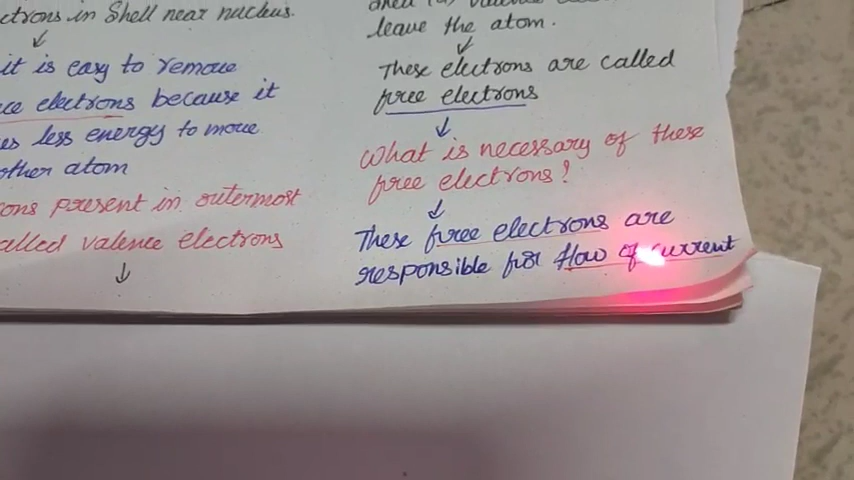 ctrons in Shell near nucleus.
it is easy to remove
ce electrons because it
es less energy to move
other atom
ons present in outermost
alled valence electrons
leave the atom.
These electrons are called
free electrons
What is necessary of these
free electrons?
These free electrons are
responsible for flow of current